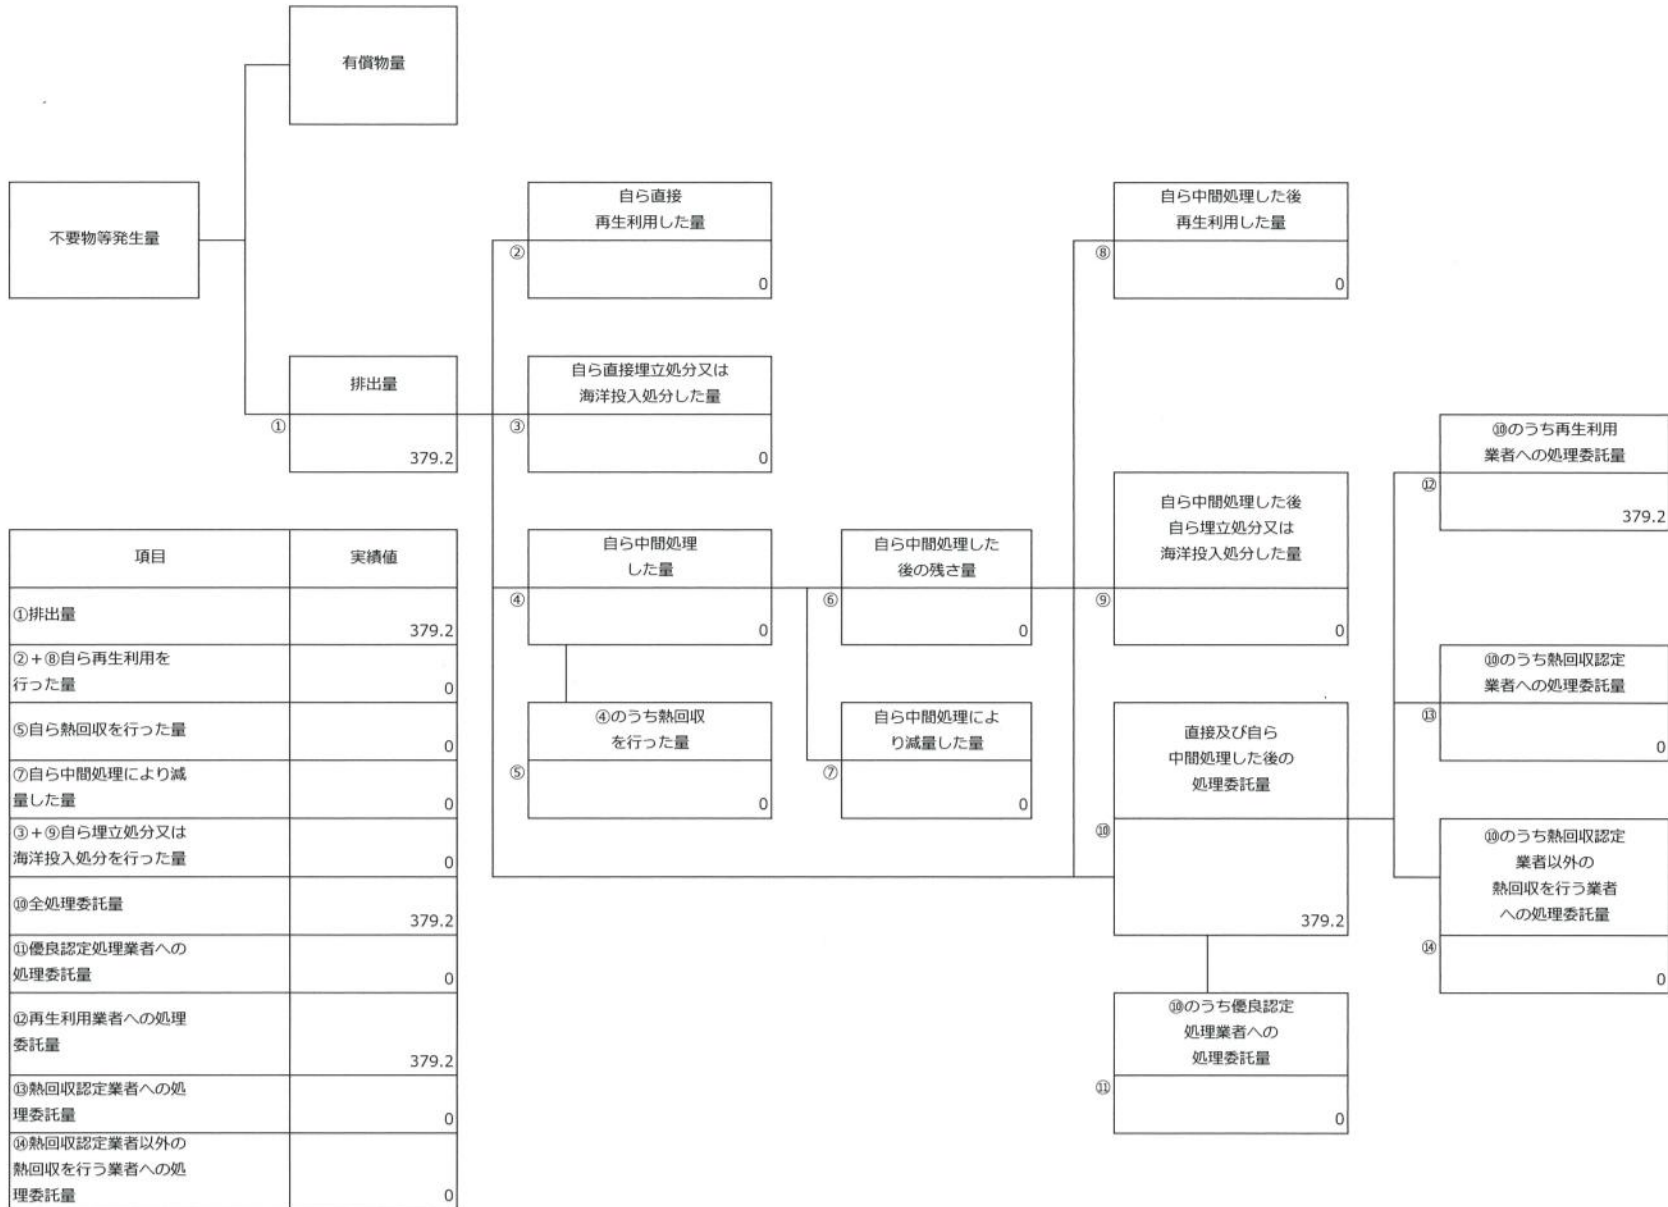 有償物量
不要物等発生量
自ら直接
再生利用した量
②
0
自ら中間処理した後
再生利用した量
⑧
0
排出量
①
379.2
自ら直接埋立処分又は
海洋投入処分した量
③
0
⑩のうち再生利用
業者への処理委託量
⑫
379.2
自ら中間処理
した量
④
0
自ら中間処理した
後の残さ量
⑥
0
自ら中間処理した後
自ら埋立処分又は
海洋投入処分した量
⑨
0
④のうち熱回収
を行った量
⑤
0
自ら中間処理によ
り減量した量
⑦
0
直接及び自ら
中間処理した後の
処理委託量
⑩
379.2
⑩のうち熱回収認定
業者への処理委託量
⑬
0
⑩のうち熱回収認定
業者以外の
熱回収を行う業者
への処理委託量
⑭
0
⑩のうち優良認定
処理業者への
処理委託量
⑪
0
項目 実績値
①排出量
379.2
②+⑧自ら再生利用を
行った量
0
⑤自ら熱回収を行った量
0
⑦自ら中間処理により減
量した量
0
③+⑨自ら埋立処分又は
海洋投入処分を行った量
0
⑩全処理委託量
379.2
⑪優良認定処理業者への
処理委託量
0
⑫再生利用業者への処理
委託量
379.2
⑬熱回収認定業者への処
理委託量
0
⑭熱回収認定業者以外の
熱回収を行う業者への処
理委託量
0